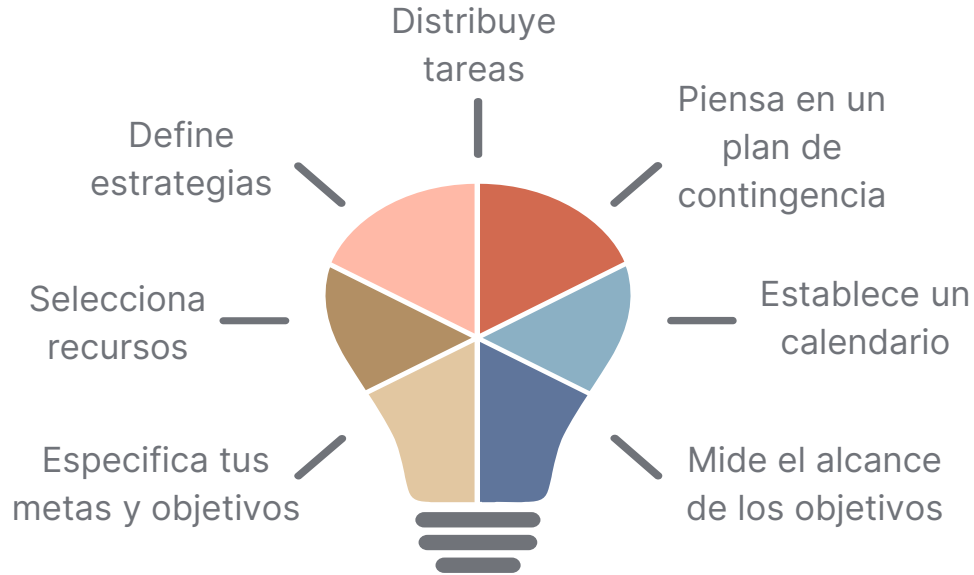 Distribuye
tareas
Piensa en un
plan de
contingencia
Define
estrategias
Establece un
calendario
Selecciona
recursos
Especifica tus
metas y objetivos
Mide el alcance
de los objetivos